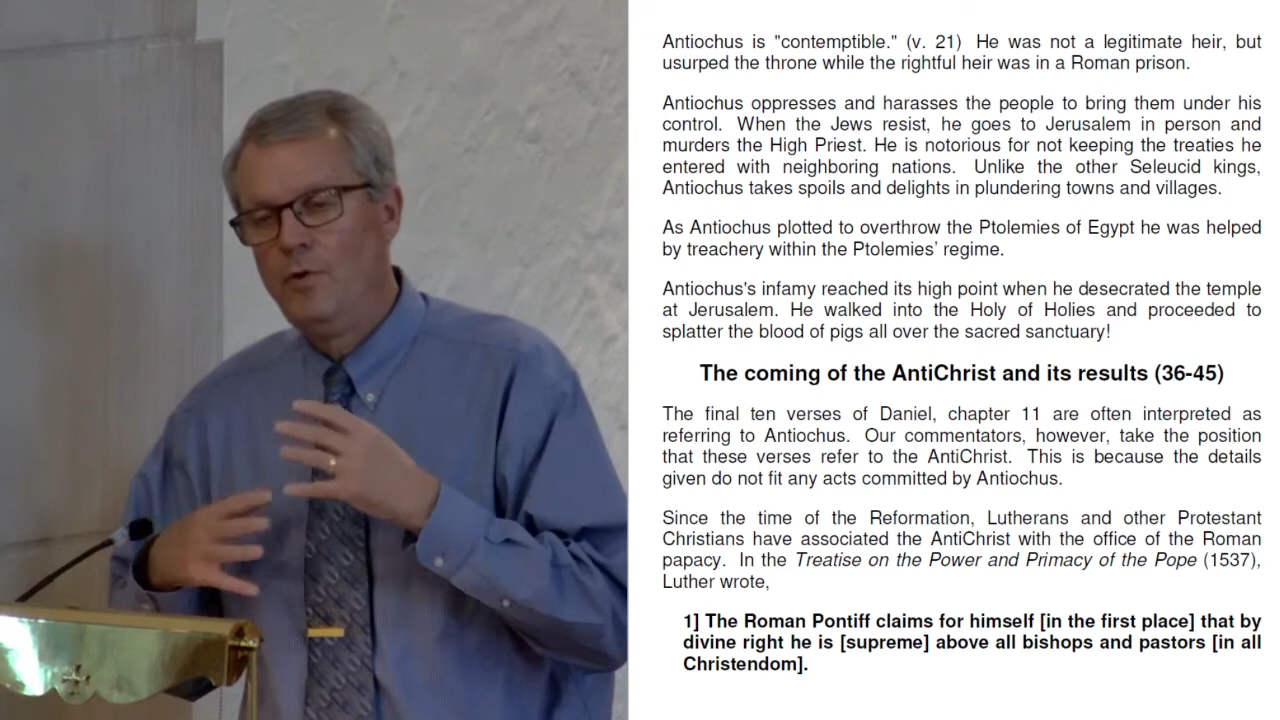 Antiochus is "contemptible." (v. 21) He was not a legitimate heir, but
usurped the throne while the rightful heir was in a Roman prison.
Antiochus oppresses and harasses the people to bring them under his
control. When the Jews resist, he goes to Jerusalem in person and
murders the High Priest. He is notorious for not keeping the treaties he
entered with neighboring nations. Unlike the other Seleucid kings,
Antiochus takes spoils and delights in plundering towns and villages.
As Antiochus plotted to overthrow the Ptolemies of Egypt he was helped
by treachery within the Ptolemies’ regime.
Antiochus's infamy reached its high point when he desecrated the temple
at Jerusalem. He walked into the Holy of Holies and proceeded to
splatter the blood of pigs all over the sacred sanctuary!
The coming of the AntiChrist and its results (36-45)
The final ten verses of Daniel, chapter 11 are often interpreted as
referring to Antiochus. Our commentators, however, take the position
that these verses refer to the AntiChrist. This is because the details
given do not fit any acts committed by Antiochus.
Since the time of the Reformation, Lutherans and other Protestant
Christians have associated the AntiChrist with the office of the Roman
papacy. In the Treatise on the Power and Primacy of the Pope (1537),
Luther wrote,
1] The Roman Pontiff claims for himself [in the first place] that by
divine right he is [supreme] above all bishops and pastors [in all
Christendom].